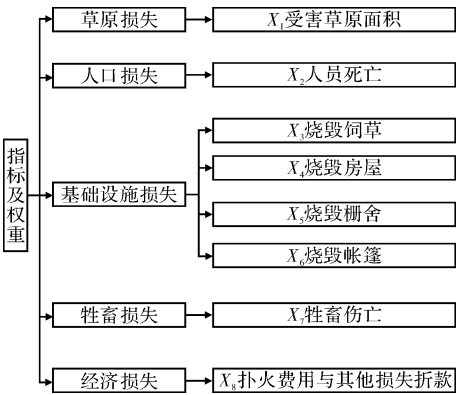 指标及权重
草原损失
X₁受害草原面积
人口损失
X₂人员死亡
基础设施损失
X₃烧毁饲草
X₄烧毁房屋
X₅烧毁栅舍
X₆烧毁帐篷
牲畜损失
X₇牲畜伤亡
经济损失
X₈扑火费用与其他损失折款